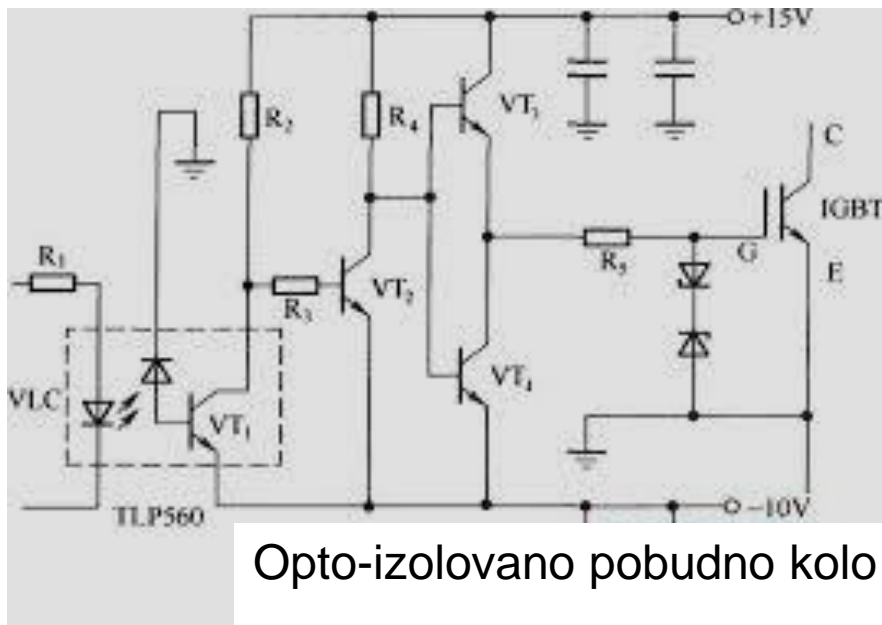 +15V
R₂
R₄
VT₃
C
IGBT
R₁
R₃
VT₂
R₅
G
E
VLC
VT₁
VT₄
TLP560
−10V
Opto-izolovano pobudno kolo